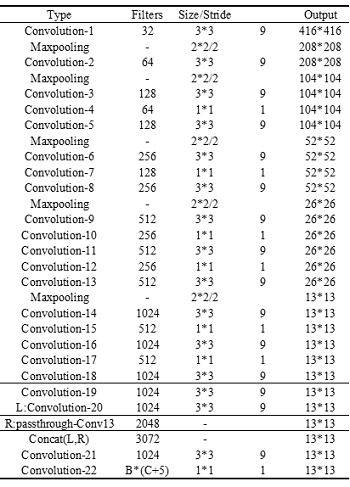 Type Filters Size/Stride Output
Convolution-1 32 3*3 9 416*416
Maxpooling - 2*2/2 208*208
Convolution-2 64 3*3 9 208*208
Maxpooling - 2*2/2 104*104
Convolution-3 128 3*3 9 104*104
Convolution-4 64 1*1 1 104*104
Convolution-5 128 3*3 9 104*104
Maxpooling - 2*2/2 52*52
Convolution-6 256 3*3 9 52*52
Convolution-7 128 1*1 1 52*52
Convolution-8 256 3*3 9 52*52
Maxpooling - 2*2/2 26*26
Convolution-9 512 3*3 9 26*26
Convolution-10 256 1*1 1 26*26
Convolution-11 512 3*3 9 26*26
Convolution-12 256 1*1 1 26*26
Convolution-13 512 3*3 9 26*26
Maxpooling - 2*2/2 13*13
Convolution-14 1024 3*3 9 13*13
Convolution-15 512 1*1 1 13*13
Convolution-16 1024 3*3 9 13*13
Convolution-17 512 1*1 1 13*13
Convolution-18 1024 3*3 9 13*13
Convolution-19 1024 3*3 9 13*13
L:Convolution-20 1024 3*3 9 13*13
R:passthrough-Conv13 2048 - 13*13
Concat(L,R) 3072 - 13*13
Convolution-21 1024 3*3 9 13*13
Convolution-22 B*(C+5) 1*1 1 13*13